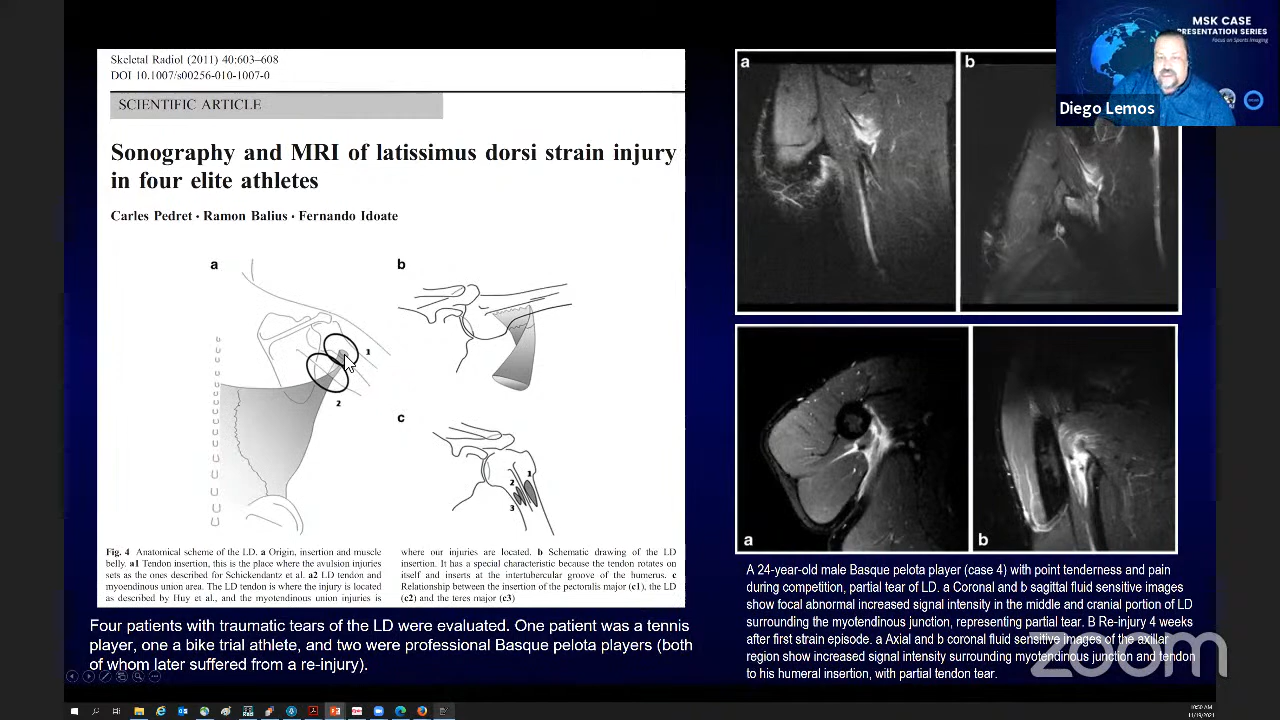 Skeletal Radiol (2011) 40:603–608
DOI 10.1007/s00256-010-1007-0
SCIENTIFIC ARTICLE
Sonography and MRI of latissimus dorsi strain injury
in four elite athletes
Carles Pedret · Ramon Balius · Fernando Idoate
a
1
2
b
c
1
2
3
Fig. 4 Anatomical scheme of the LD. a Origin, insertion and muscle
belly. a1 Tendon insertion, this is the place where the avulsion injuries
sets as the ones described for Schickendantz et al. a2 LD tendon and
myoendinous union area. The LD tendon is where the injury is located
as described by Huy et al., and the myotendinous union injuries is
where our injuries are located. b Schematic drawing of the LD
insertion. It has a special characteristic because the tendon rotates on
itself and inserts at the intertubercular groove of the humerus. c
Relationship between the insertion of the pectoralis major (c1), the LD
(c2) and the teres major (c3)
Four patients with traumatic tears of the LD were evaluated. One patient was a tennis
player, one a bike trial athlete, and two were professional Basque pelota players (both
of whom later suffered from a re-injury).
a
b
a
b
A 24-year-old male Basque pelota player (case 4) with point tenderness and pain
during competition, partial tear of LD. a Coronal and b sagittal fluid sensitive images
show focal abnormal increased signal intensity in the middle and cranial portion of LD
surrounding the myotendinous junction, representing partial tear. B Re-injury 4 weeks
after first strain episode. a Axial and b coronal fluid sensitive images of the axillar
region show increased signal intensity surrounding myotendinous junction and tendon
to his humeral insertion, with partial tendon tear.
MSK CASE
PRESENTATION SERIES
Focus on Sports Imaging
Diego Lemos
zoom
10:50 AM
11/19/2021